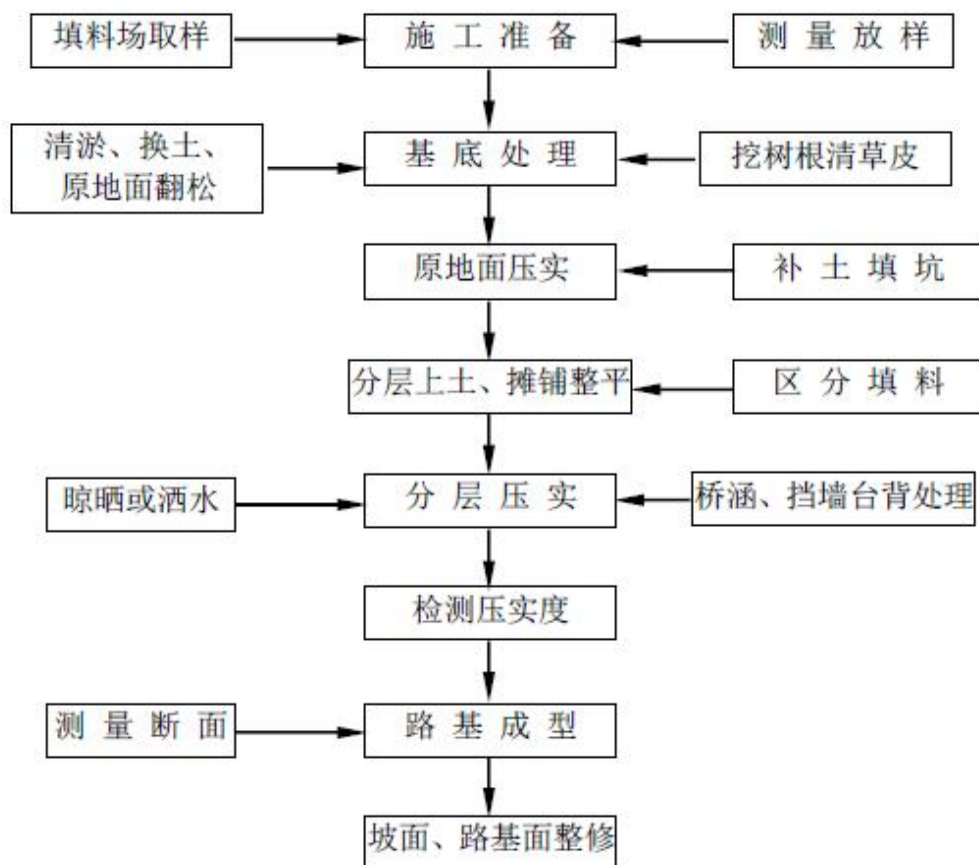 填料场取样
施工准备
测量放样
清淤、换土、
原地面翻松
基底处理
挖树根清草皮
原地面压实
补土填坑
分层上土、摊铺整平
区分填料
晾晒或洒水
分层压实
桥涵、挡墙台背处理
检测压实度
测量断面
路基成型
坡面、路基面整修